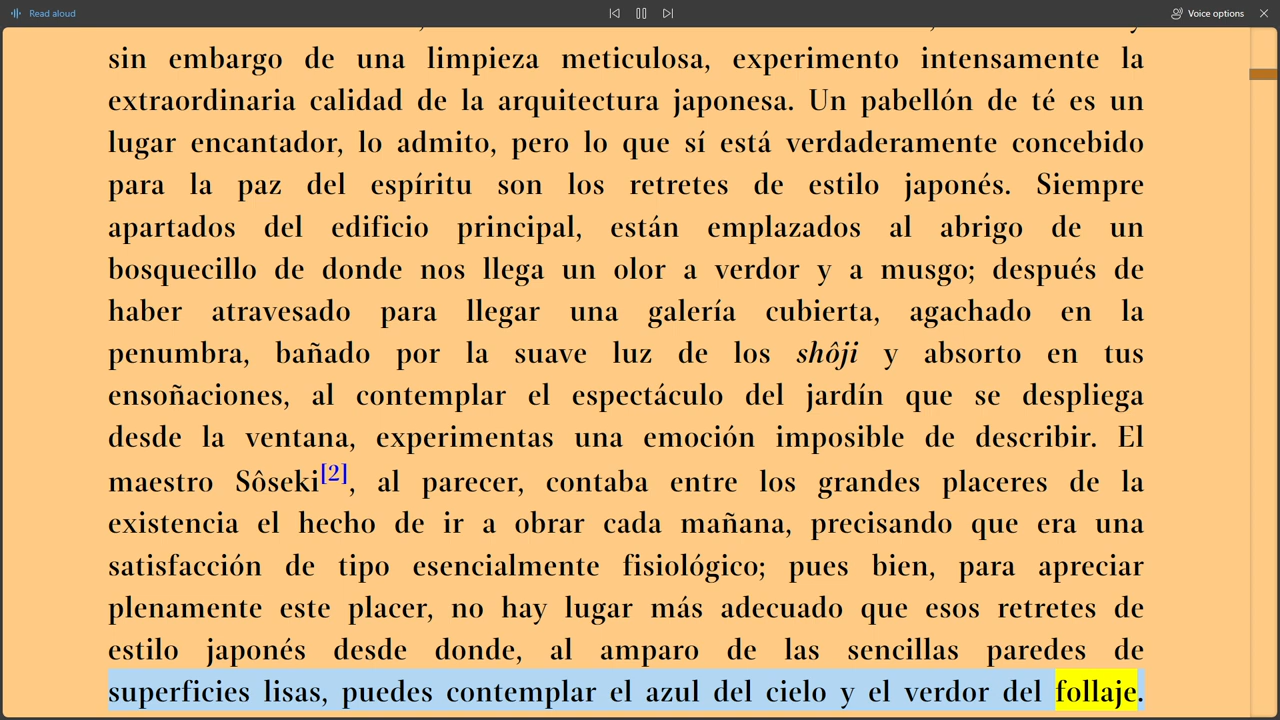 Read aloud
Voice options
sin embargo de una limpieza meticulosa, experimento intensamente la
extraordinaria calidad de la arquitectura japonesa. Un pabellón de té es un
lugar encantador, lo admito, pero lo que sí está verdaderamente concebido
para la paz del espíritu son los retretes de estilo japonés. Siempre
apartados del edificio principal, están emplazados al abrigo de un
bosquecillo de donde nos llega un olor a verdor y a musgo; después de
haber atravesado para llegar una galería cubierta, agachado en la
penumbra, bañado por la suave luz de los shôji y absorto en tus
ensoñaciones, al contemplar el espectáculo del jardín que se despliega
desde la ventana, experimentas una emoción imposible de describir. El
maestro Sôseki[2], al parecer, contaba entre los grandes placeres de la
existencia el hecho de ir a obrar cada mañana, precisando que era una
satisfacción de tipo esencialmente fisiológico; pues bien, para apreciar
plenamente este placer, no hay lugar más adecuado que esos retretes de
estilo japonés desde donde, al amparo de las sencillas paredes de
superficies lisas, puedes contemplar el azul del cielo y el verdor del follaje.